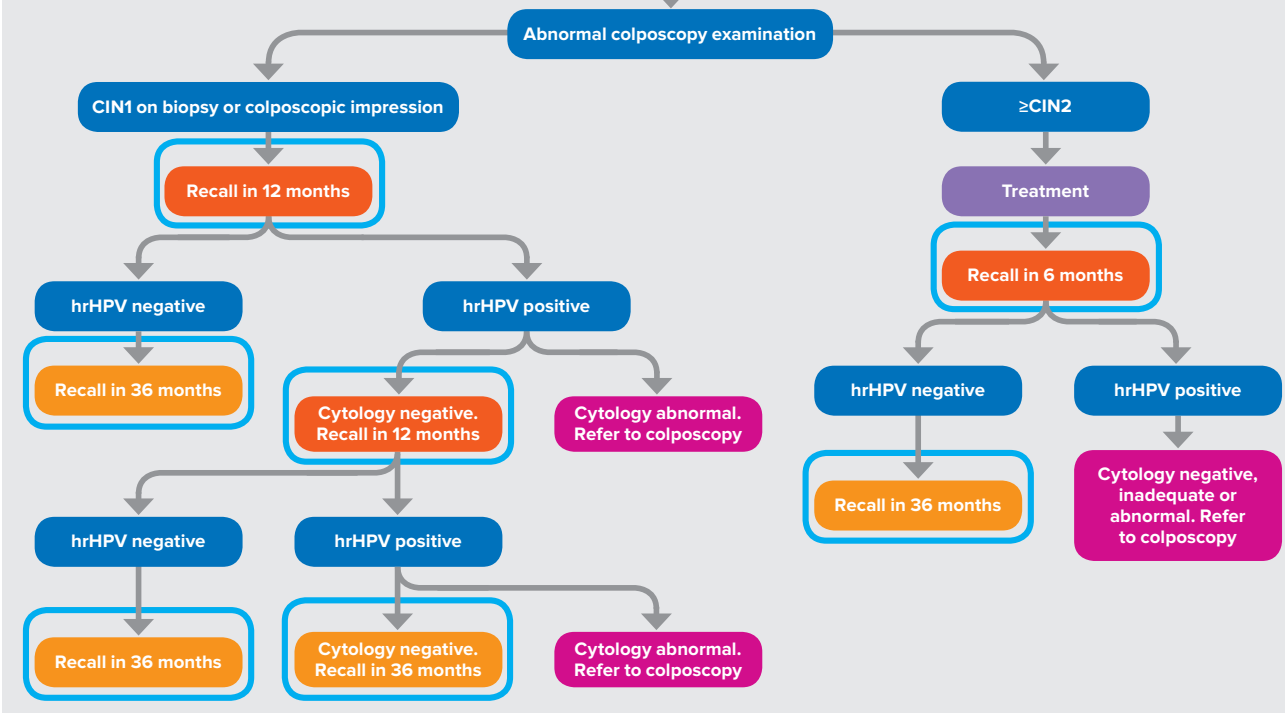 Abnormal colposcopy examination
CIN1 on biopsy or colposcopic impression
≥CIN2
Recall in 12 months
Treatment
Recall in 6 months
hrHPV negative
hrHPV positive
Recall in 36 months
Cytology negative.
Recall in 12 months
Cytology abnormal.
Refer to colposcopy
hrHPV negative
hrHPV positive
Recall in 36 months
Cytology negative,
inadequate or
abnormal. Refer
to colposcopy
hrHPV negative
hrHPV positive
Recall in 36 months
Cytology negative.
Recall in 36 months
Cytology abnormal.
Refer to colposcopy